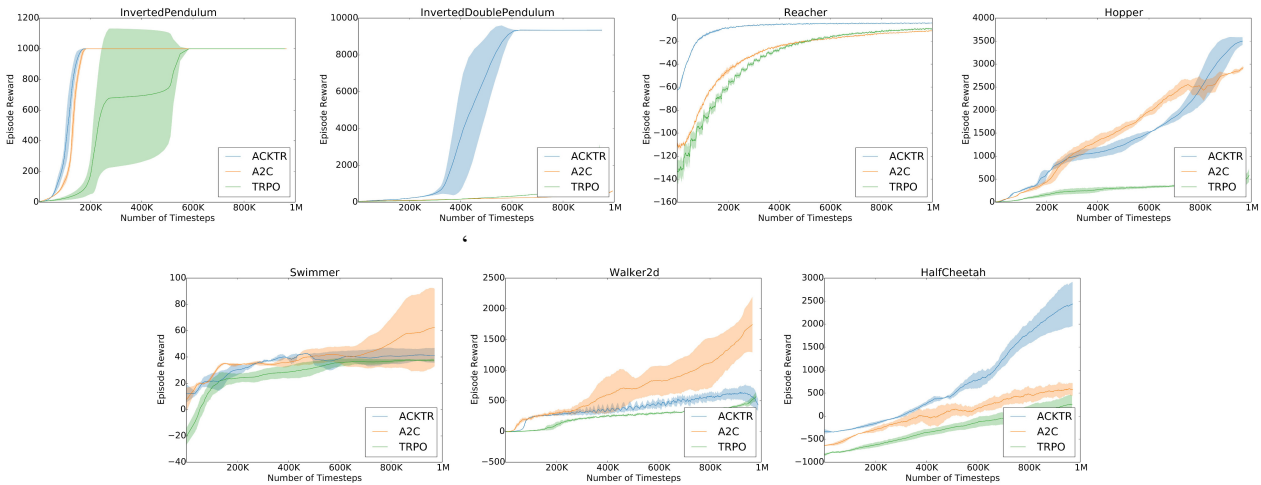 InvertedPendulum
1200
1000
800
600
400
200
0
Episode Reward
ACKTR
A2C
TRPO
200K 400K 600K 800K 1M
Number of Timesteps
InvertedDoublePendulum
10000
8000
6000
4000
2000
0
Episode Reward
ACKTR
A2C
TRPO
200K 400K 600K 800K 1M
Number of Timesteps
Reacher
0
−20
−40
−60
−80
−100
−120
−140
−160
Episode Reward
ACKTR
A2C
TRPO
200K 400K 600K 800K 1M
Number of Timesteps
Hopper
4000
3500
3000
2500
2000
1500
1000
500
0
Episode Reward
ACKTR
A2C
TRPO
200K 400K 600K 800K 1M
Number of Timesteps
‘
Swimmer
100
80
60
40
20
0
−20
−40
Episode Reward
ACKTR
A2C
TRPO
200K 400K 600K 800K 1M
Number of Timesteps
Walker2d
2500
2000
1500
1000
500
0
−500
Episode Reward
ACKTR
A2C
TRPO
200K 400K 600K 800K 1M
Number of Timesteps
HalfCheetah
3000
2500
2000
1500
1000
500
0
−500
−1000
Episode Reward
ACKTR
A2C
TRPO
200K 400K 600K 800K 1M
Number of Timesteps